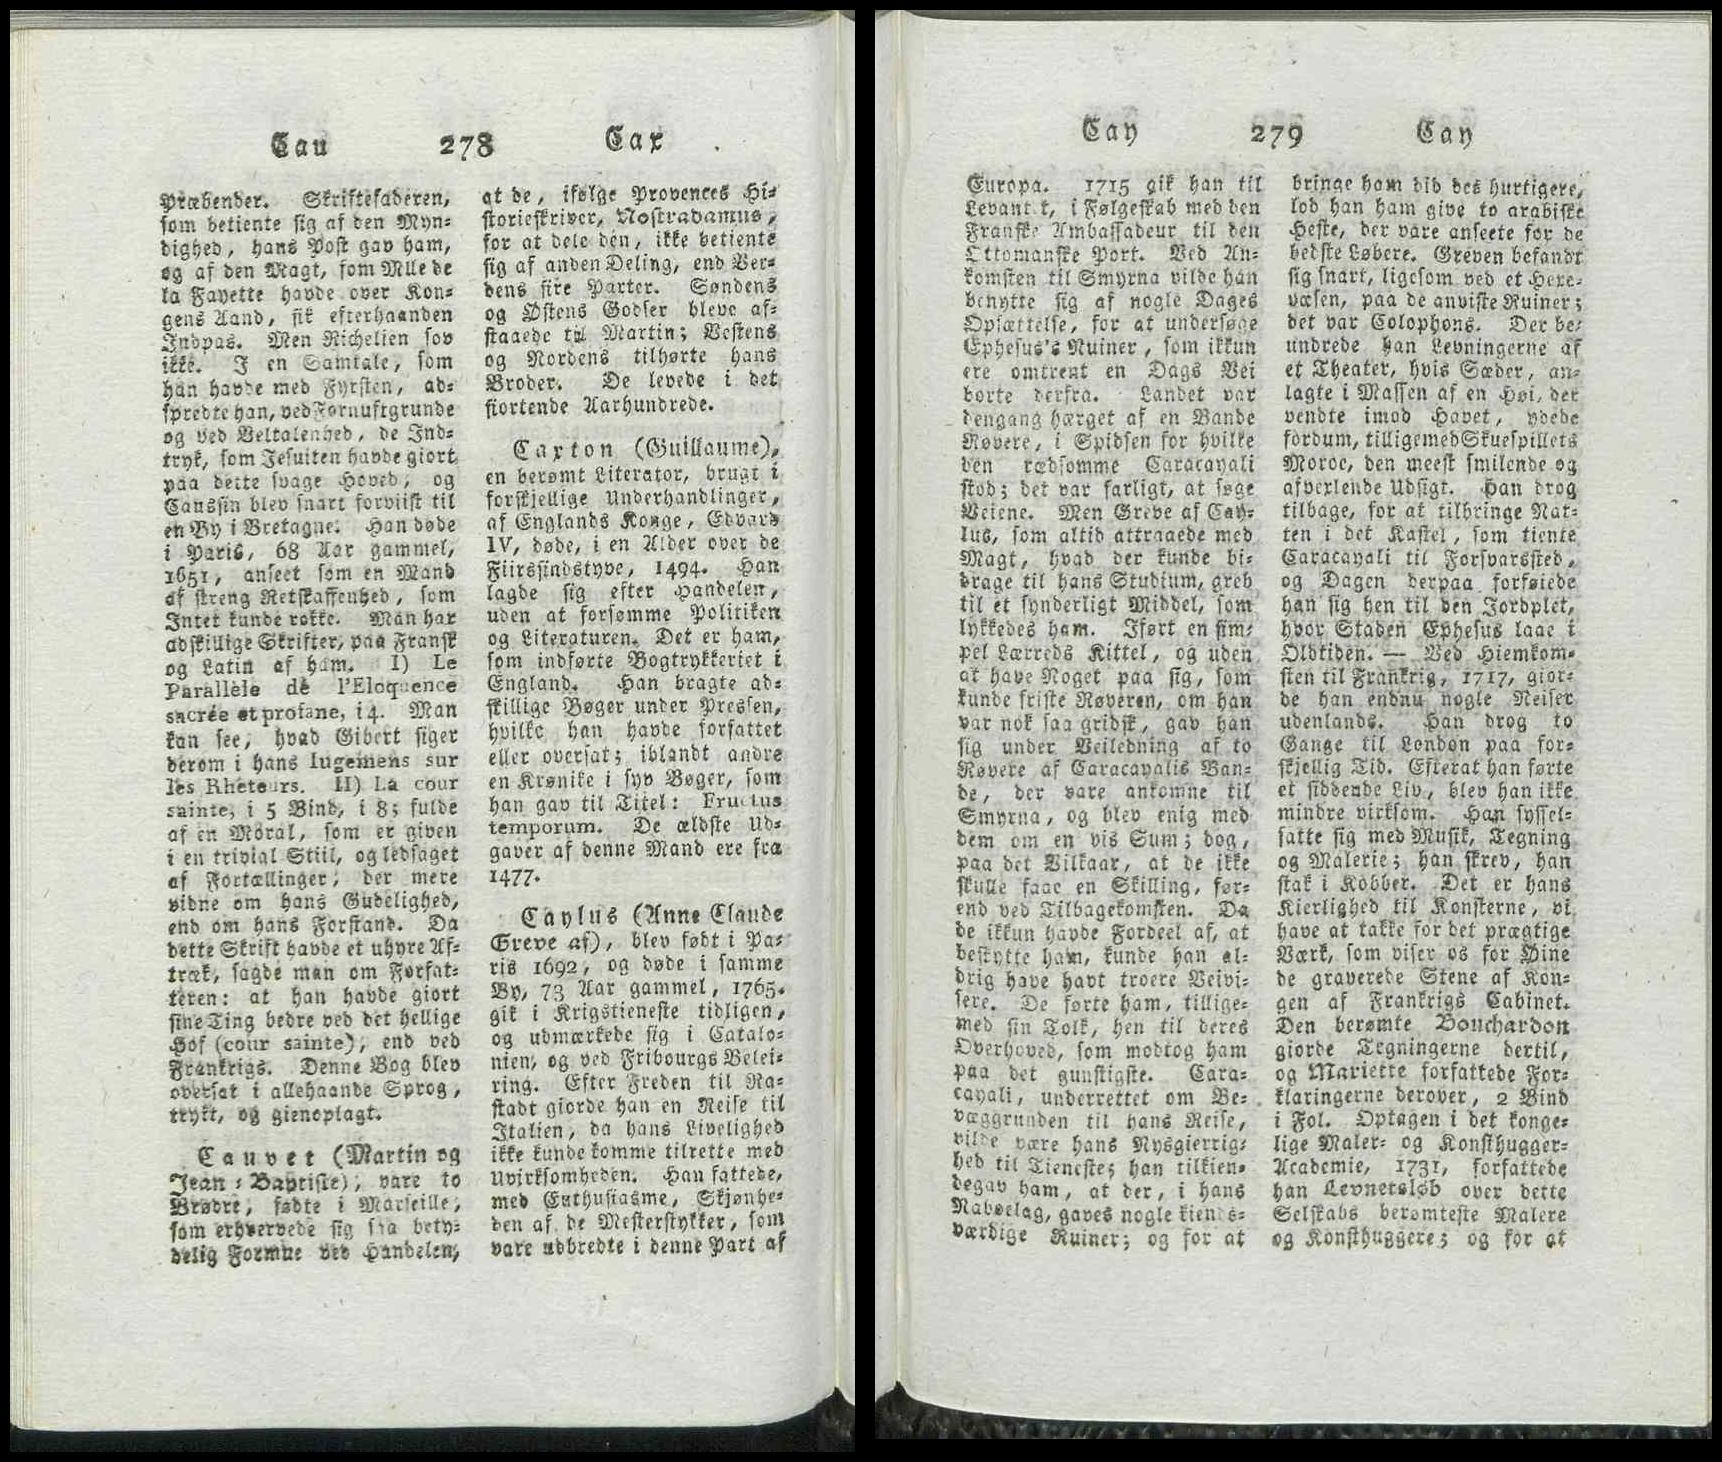 Cau 278 Cax
Præbender. Skriftefaderen,
som betiente sig af den Myn=
dighed, hans Post gav ham,
og af den Magt, som Mlle de
la Fayette havde over Kon=
gens Aand, fik efterhaanden
Indpas. Men Richelien sov
ikke. I en Samtale, som
han havde med Fyrsten, ad=
spredte han, ved Fornuftgrunde
og ved Veltalenhed, de Ind=
tryk, som Jesuiten havde giort
paa dette svage Hoved, og
Caussin blev snart forviist til
en By i Bretagne. Han døde
i Paris, 68 Aar gammel,
1651, anseet som en Mand
af streng Retskaffenhed, som
Intet kunde rokke. Man har
adskillige Skrifter, paa Fransk
og Latin af ham. I) Le
Parallèle de l'Eloquence
sacrée et profane, i 4. Man
kan see, hvad Gibert siger
derom i hans Iugemens sur
les Rheteurs. II) La cour
sainte, i 5 Bind, i 8; fulde
af en Moral, som er given
i en trivial Stiil, og ledsaget
af Fortællinger, der mere
vidne om hans Gudelighed,
end om hans Forstand. Da
dette Skrift havde et uhyre Af=
træk, sagde man om Forfat=
teren: at han havde giort
sine Ting bedre ved det hellige
Hof (cour sainte), end ved
Frankrigs. Denne Bog blev
oversat i allehaande Sprog,
trykt, og gienoplagt.
Cauvet (Martin og
Jean=Baptiste), vare to
Brødre, fødte i Marseille,
som erhvervede sig saa bety=
delig Formue ved Handelen,
at de, ifølge Provences Hi=
storieskriver, Nostradamus,
for at dele den, ikke betiente
sig af anden Deling, end Ver=
dens fire Parter. Søndens
og Østens Godser bleve af=
staaede til Martin; Vestens
og Nordens tilhørte hans
Broder. De levede i det
fiortende Aarhundrede.
Caxton (Guillaume),
en berømt Literator, brugt i
forskjellige Underhandlinger,
af Englands Konge, Edvard
IV, døde, i en Alder over de
Fiirsindstyve, 1494. Han
lagde sig efter Handelen,
uden at forsømme Politiken
og Literaturen. Det er ham,
som indførte Bogtrykkeriet i
England. Han bragte ad=
skillige Bøger under Pressen,
hvilke han havde forfattet
eller oversat; iblandt andre
en Krønike i syv Bøger, som
han gav til Titel: Fructus
temporum. De ældste Ud=
gaver af denne Mand ere fra
1477.
Caylus (Anne Claude
Greve af), blev født i Pa=
ris 1692, og døde i samme
By, 73 Aar gammel, 1765.
gik i Krigstieneste tidligen,
og udmærkede sig i Catalo=
nien, og ved Fribourgs Belei=
ring. Efter Freden til Ra=
stadt giorde han en Reise til
Italien, da hans Livelighed
ikke kunde komme tilrette med
Uvirksomheden. Han fattede,
med Enthusiasme, Skjønhe=
den af de Mesterstykker, som
vare udbredte i denne Part af
Cay 279 Cay
Europa. 1715 gik han til
Levantet, i Følgeskab med den
Franske Ambassadeur til den
Ottomanske Port. Ved An=
komsten til Smyrna vilde han
benytte sig af nogle Dages
Opsættelse, for at undersøge
Ephesus's Ruiner, som ikkun
ere omtrent en Dags Vei
borte derfra. Landet var
dengang hærget af en Bande
Røvere, i Spidsen for hvilke
den rædsomme Caracayali
stod; det var farligt, at søge
Veiene. Men Greve af Cay=
lus, som altid attraaede med
Magt, hvad der kunde bi=
drage til hans Studium, greb
til et synderligt Middel, som
lykkedes ham. Iført en sim=
pel Lærreds Kittel, og uden
at have Noget paa sig, som
kunde friste Røveren, om han
var nok saa gridsk, gav han
sig under Veiledning af to
Røvere af Caracayalis Ban=
de, der vare ankomne til
Smyrna, og blev enig med
dem om en vis Sum; dog,
paa det Vilkaar, at de ikke
skulle faae en Skilling, før=
end ved Tilbagekomsten. Da
de ikkun havde Fordeel af, at
beskytte ham, kunde han al=
drig have havt troere Veivi=
sere. De førte ham, tillige=
med sin Tolk, hen til deres
Overhoved, som modtog ham
paa det gunstigste. Cara=
cayali, underrettet om Be=
væggrunden til hans Reise,
vilde være hans Nysgierrig=
hed til Tieneste; han tilkien=
degav ham, at der, i hans
Nabøelag, gaves nogle kiends=
værdige Ruiner; og for at
bringe ham did des hurtigere,
lod han ham give to arabiske
Heste, der vare anseete for de
bedste Løbere. Greven befandt
sig snart, ligesom ved et Hexe=
væsen, paa de anviste Ruiner;
det var Colophons. Der be=
undrede han Levningerne af
et Theater, hvis Sæder, an=
lagte i Massen af en Høi, der
vendte imod Havet, ydede
fordum, tilligemed Skuespillets
Moroe, den meest smilende og
afvexlende Udsigt. Han drog
tilbage, for at tilbringe Nat=
ten i det Kastel, som tiente
Caracayali til Forsvarssted,
og Dagen derpaa forføiede
han sig hen til den Jordplet,
hvor Staden Ephesus laae i
Oldtiden. — Ved Hiemkom=
sten til Frankrig, 1717, gior=
de han endnu nogle Reiser
udenlands. Han drog to
Gange til London paa for=
skjellig Tid. Efterat han førte
et siddende Liv, blev han ikke
mindre virksom. Han syssel=
satte sig med Musik, Tegning
og Malerie; han skrev, han
stak i Kobber. Det er hans
Kierlighed til Konsterne, vi
have at takke for det prægtige
Værk, som viser os for Øine
de graverede Stene af Kon=
gen af Frankrigs Cabinet.
Den berømte Bouchardon
giorde Tegningerne dertil,
og Mariette forfattede For=
klaringerne derover, 2 Bind
i Fol. Optagen i det konge=
lige Maler= og Konsthugger=
Academie, 1731, forfattede
han Levnetsløb over dette
Selskabs berømteste Malere
og Konsthuggere; og for at